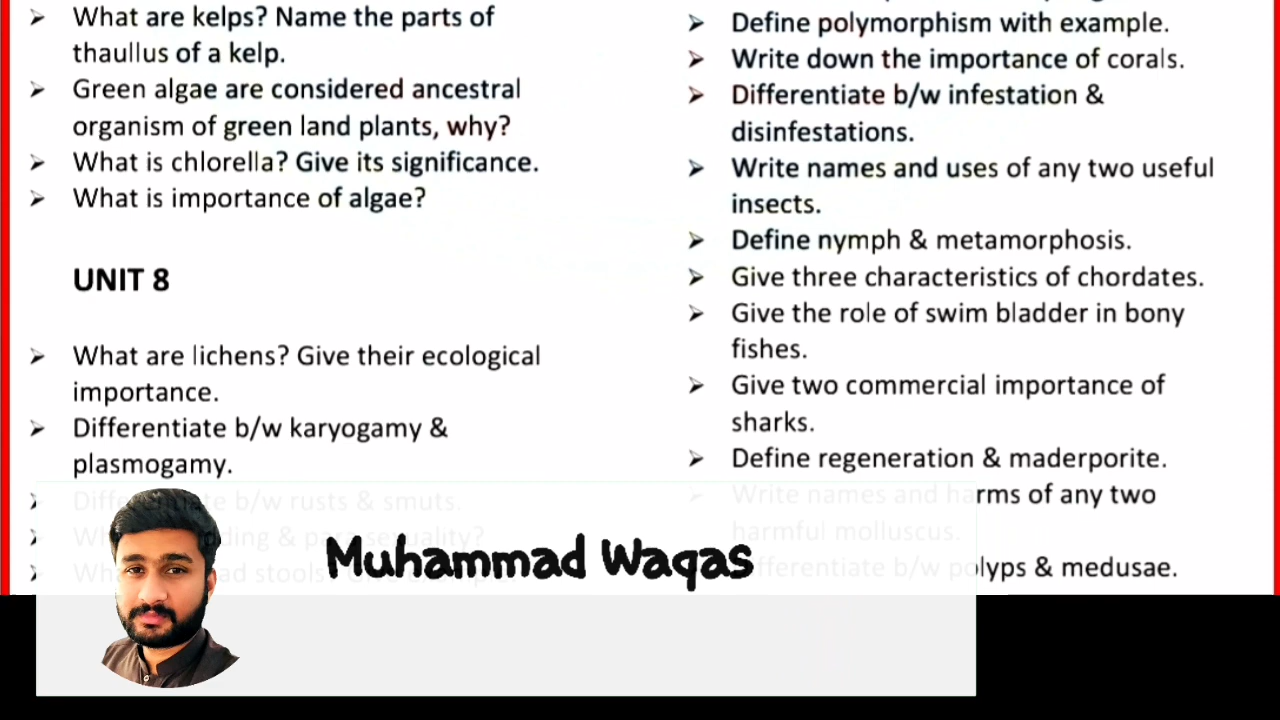 What are kelps? Name the parts of
thaullus of a kelp.
Green algae are considered ancestral
organism of green land plants, why?
What is chlorella? Give its significance.
What is importance of algae?
UNIT 8
What are lichens? Give their ecological
importance.
Differentiate b/w karyogamy &
plasmogamy.
b/w rusts & smuts.
Define polymorphism with example.
Write down the importance of corals.
Differentiate b/w infestation &
disinfestations.
Write names and uses of any two useful
insects.
Define nymph & metamorphosis.
Give three characteristics of chordates.
Give the role of swim bladder in bony
fishes.
Give two commercial importance of
sharks.
Define regeneration & maderporite.
Write names and harms of any two
harmful molluscus.
b/w polyps & medusae.
Muhammad Waqas